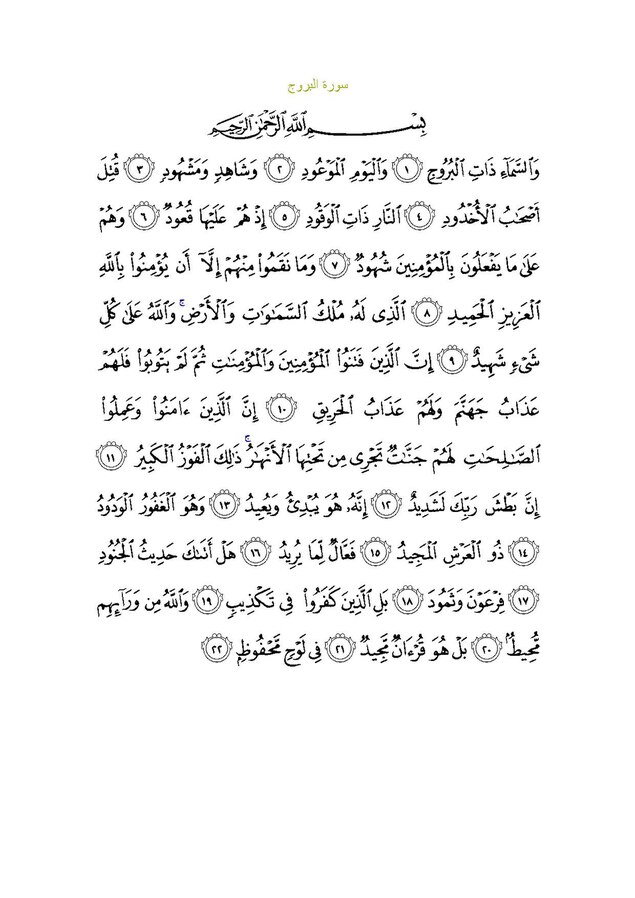 سورة البروج
بِسْمِ ٱللَّهِ ٱلرَّحْمَٰنِ ٱلرَّحِيمِ
وَٱلسَّمَآءِ ذَاتِ ٱلْبُرُوجِ ١ وَٱلْيَوْمِ ٱلْمَوْعُودِ ٢ وَشَاهِدٍ وَمَشْهُودٍ ٣ قُتِلَ
أَصْحَٰبُ ٱلْأُخْدُودِ ٤ ٱلنَّارِ ذَاتِ ٱلْوَقُودِ ٥ إِذْ هُمْ عَلَيْهَا قُعُودٌ ٦ وَهُمْ
عَلَىٰ مَا يَفْعَلُونَ بِٱلْمُؤْمِنِينَ شُهُودٌ ٧ وَمَا نَقَمُوا۟ مِنْهُمْ إِلَّآ أَن يُؤْمِنُوا۟ بِٱللَّهِ
ٱلْعَزِيزِ ٱلْحَمِيدِ ٨ ٱلَّذِى لَهُۥ مُلْكُ ٱلسَّمَٰوَٰتِ وَٱلْأَرْضِ ۚ وَٱللَّهُ عَلَىٰ كُلِّ
شَىْءٍ شَهِيدٌ ٩ إِنَّ ٱلَّذِينَ فَتَنُوا۟ ٱلْمُؤْمِنِينَ وَٱلْمُؤْمِنَٰتِ ثُمَّ لَمْ يَتُوبُوا۟ فَلَهُمْ
عَذَابُ جَهَنَّمَ وَلَهُمْ عَذَابُ ٱلْحَرِيقِ ١٠ إِنَّ ٱلَّذِينَ ءَامَنُوا۟ وَعَمِلُوا۟
ٱلصَّٰلِحَٰتِ لَهُمْ جَنَّٰتٌ تَجْرِى مِن تَحْتِهَا ٱلْأَنْهَٰرُ ۚ ذَٰلِكَ ٱلْفَوْزُ ٱلْكَبِيرُ ١١
إِنَّ بَطْشَ رَبِّكَ لَشَدِيدٌ ١٢ إِنَّهُۥ هُوَ يُبْدِئُ وَيُعِيدُ ١٣ وَهُوَ ٱلْغَفُورُ ٱلْوَدُودُ
١٤ ذُو ٱلْعَرْشِ ٱلْمَجِيدُ ١٥ فَعَّالٌ لِّمَا يُرِيدُ ١٦ هَلْ أَتَىٰكَ حَدِيثُ ٱلْجُنُودِ
١٧ فِرْعَوْنَ وَثَمُودَ ١٨ بَلِ ٱلَّذِينَ كَفَرُوا۟ فِى تَكْذِيبٍ ١٩ وَٱللَّهُ مِن وَرَآئِهِم
مُّحِيطٌۢ ٢٠ بَلْ هُوَ قُرْءَانٌ مَّجِيدٌ ٢١ فِى لَوْحٍ مَّحْفُوظٍۭ ٢٢